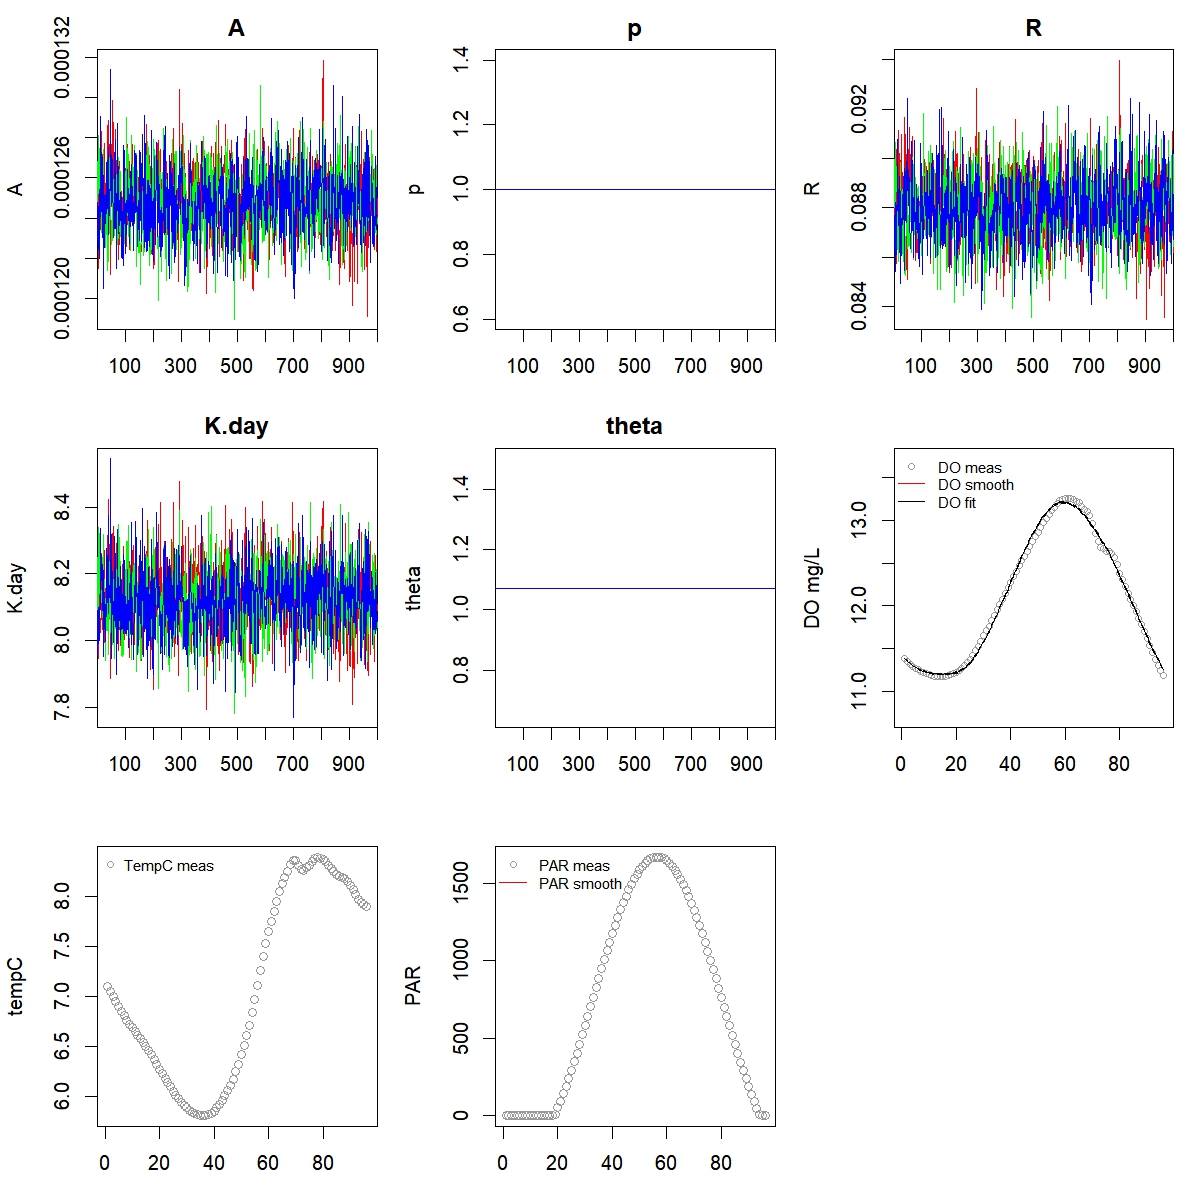 A
p
R
A
0.000120 0.000126 0.000132
100 300 500 700 900
p
0.6 0.8 1.0 1.2 1.4
100 300 500 700 900
R
0.084 0.088 0.092
100 300 500 700 900
K.day
theta
K.day
7.8 8.0 8.2 8.4
100 300 500 700 900
theta
0.8 1.0 1.2 1.4
100 300 500 700 900
DO mg/L
11.0 12.0 13.0
DO meas
DO smooth
DO fit
0 20 40 60 80
tempC
6.0 6.5 7.0 7.5 8.0
TempC meas
0 20 40 60 80
PAR
0 500 1000 1500
PAR meas
PAR smooth
0 20 40 60 80